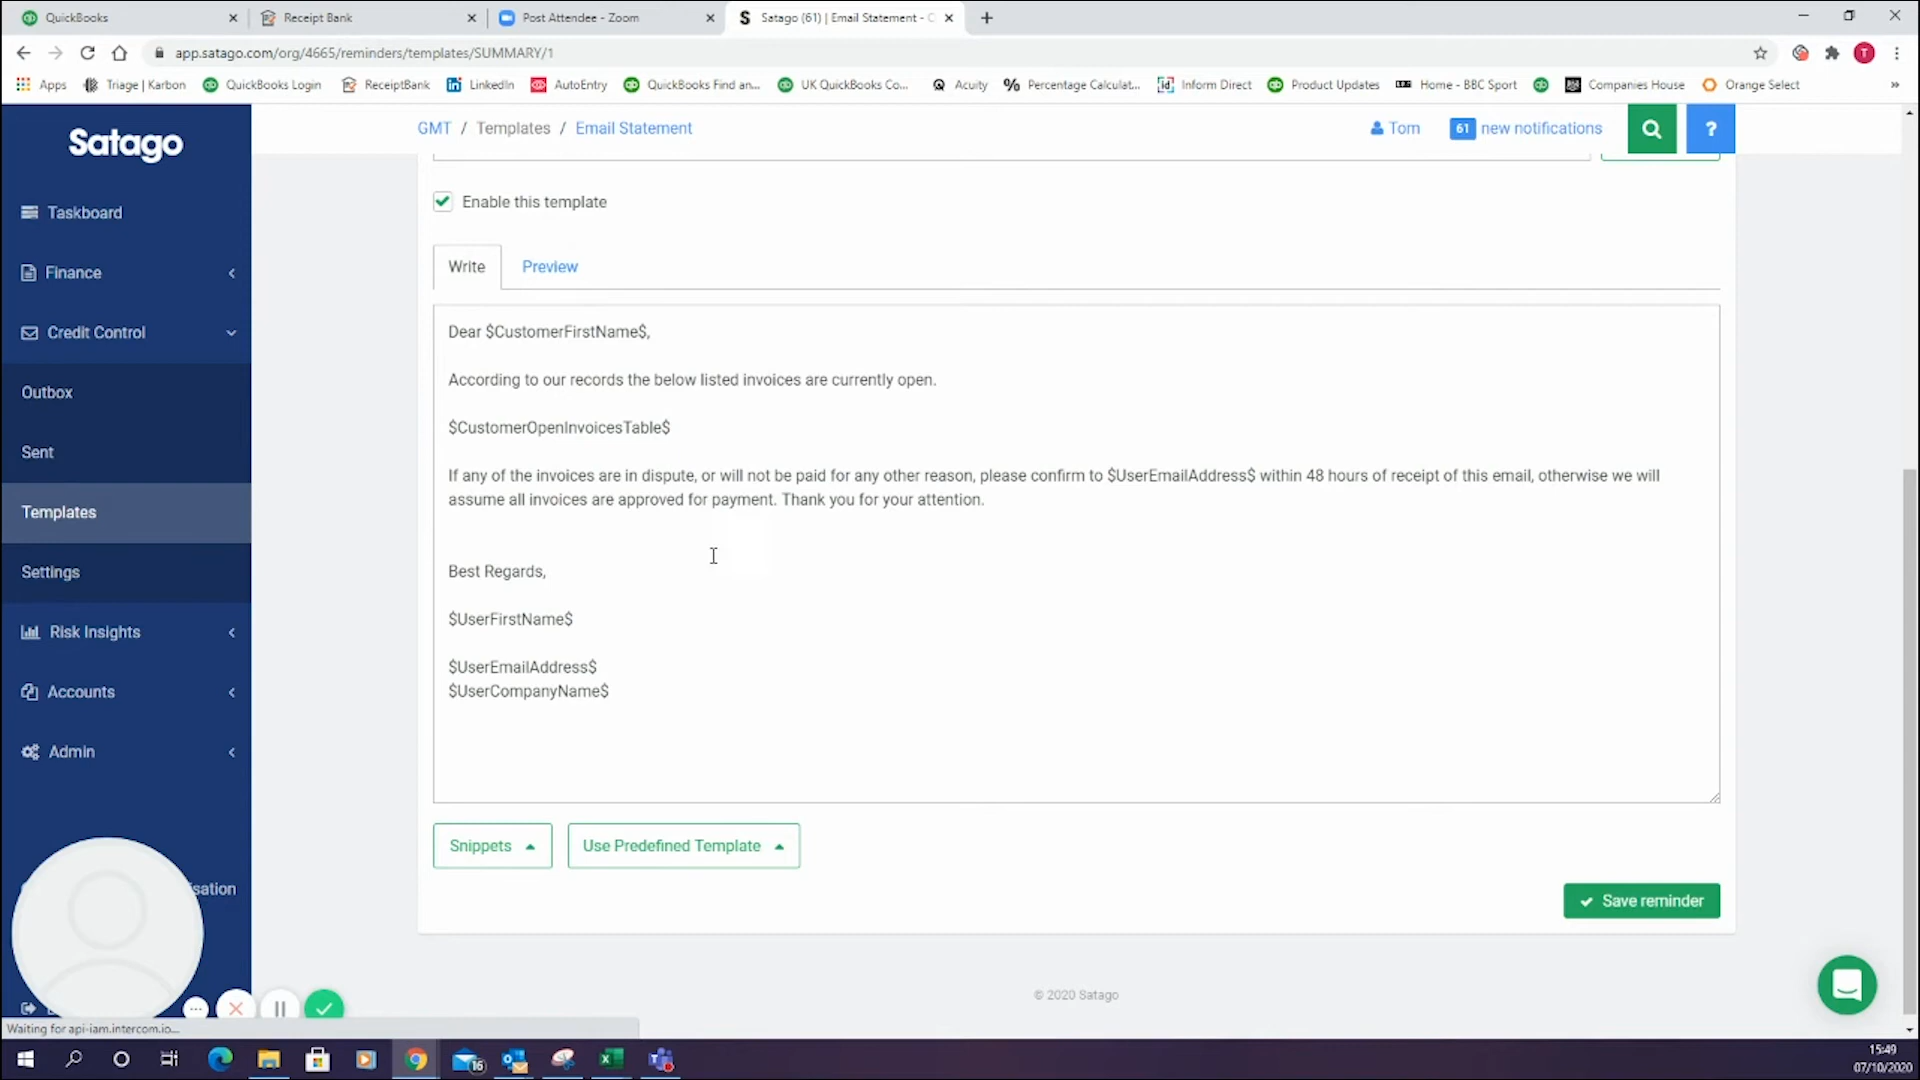 QuickBooks
Receipt Bank
Post Attendee - Zoom
Satago (61) | Email Statement -
app.satago.com/org/4665/reminders/templates/SUMMARY/1
T
Apps
Triage | Karbon
QuickBooks Login
ReceiptBank
LinkedIn
AutoEntry
QuickBooks Find an...
UK QuickBooks Co...
Acuity
Percentage Calculat...
Inform Direct
Product Updates
Home - BBC Sport
Companies House
Orange Select
Satago
GMT / Templates / Email Statement
Tom
61 new notifications
?
Taskboard
Finance
Credit Control
Outbox
Sent
Templates
Settings
Risk Insights
Accounts
Admin
isation
Enable this template
Write
Preview
Dear $CustomerFirstName$,
According to our records the below listed invoices are currently open.
$CustomerOpenInvoicesTable$
If any of the invoices are in dispute, or will not be paid for any other reason, please confirm to $UserEmailAddress$ within 48 hours of receipt of this email, otherwise we will
assume all invoices are approved for payment. Thank you for your attention.
Best Regards,
$UserFirstName$
$UserEmailAddress$
$UserCompanyName$
Snippets
Use Predefined Template
Save reminder
© 2020 Satago
Waiting for api-iam.intercom.io...
16
15:49
07/10/2020